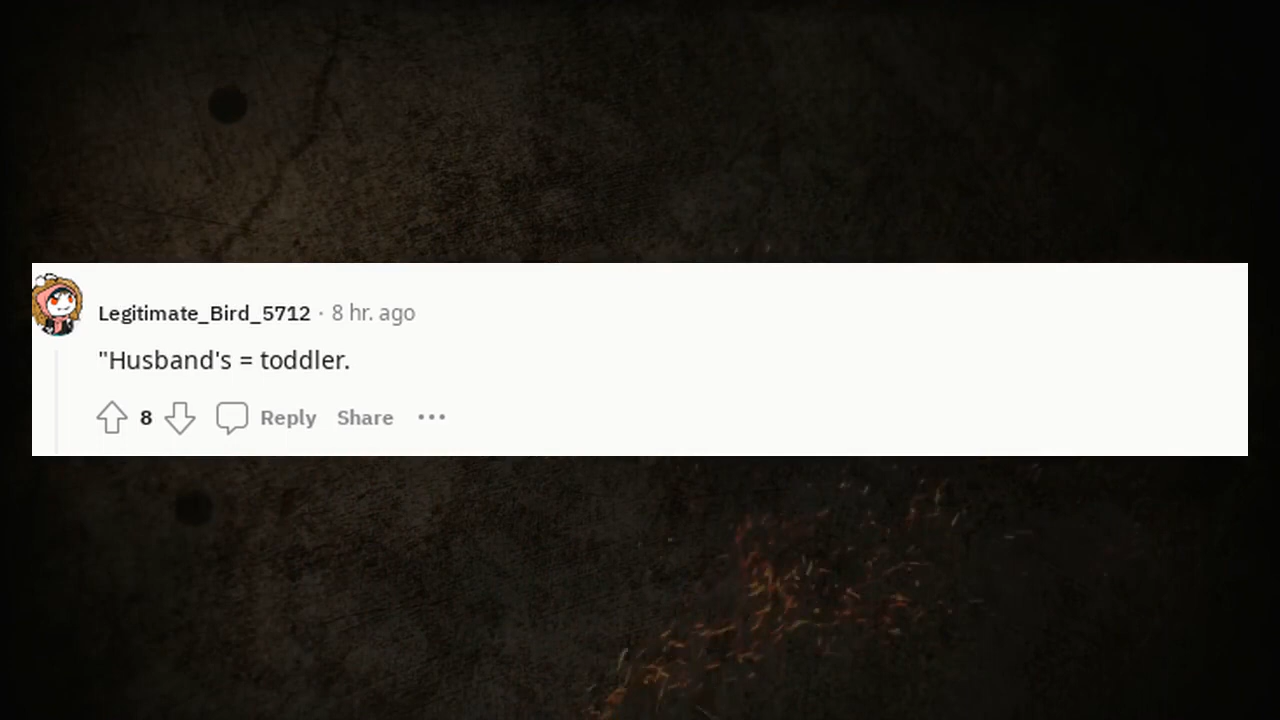 Legitimate_Bird_5712 · 8 hr. ago
"Husband's = toddler.
8 Reply Share ···